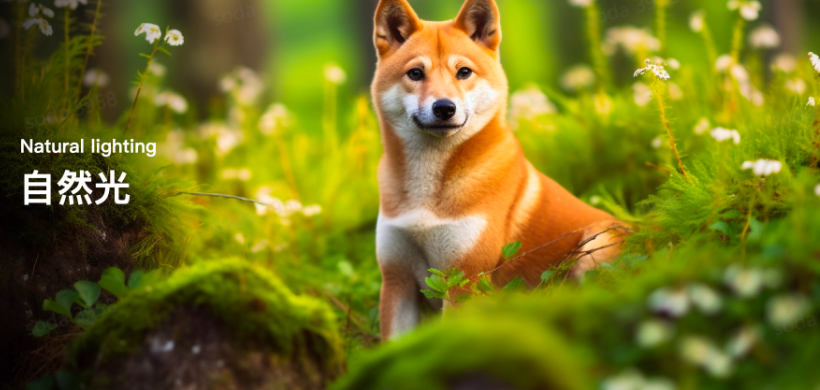 Natural lighting
自然光